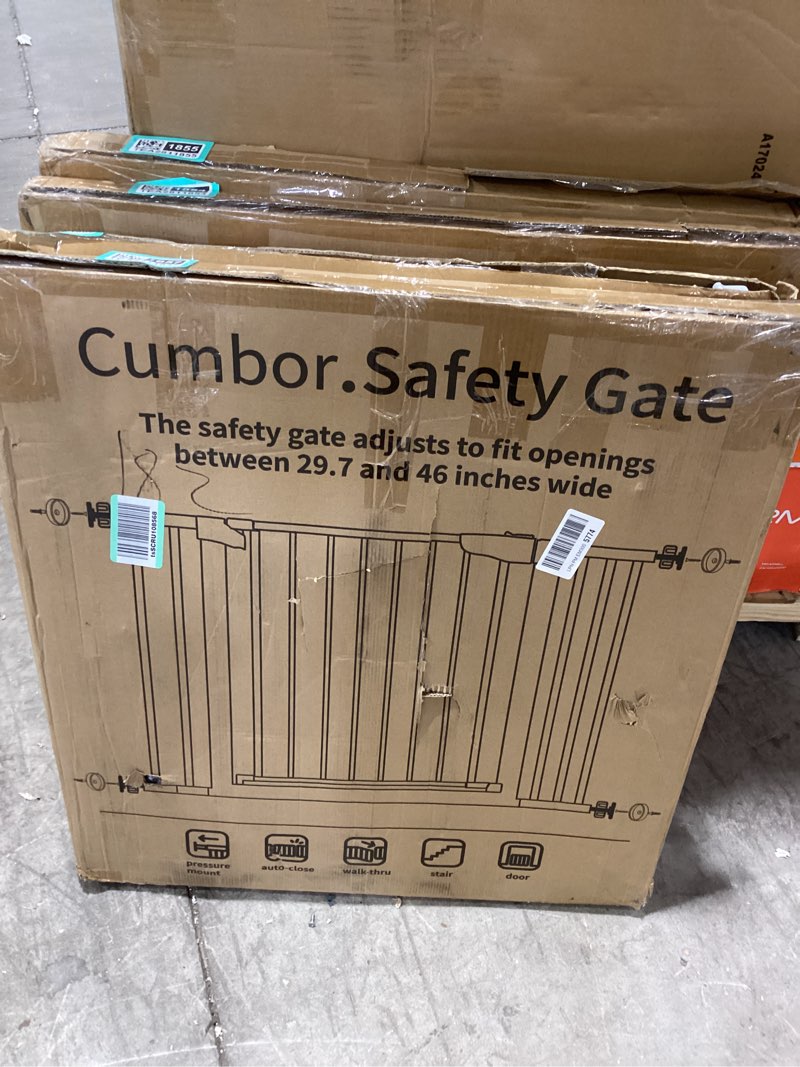 1855
A17024
Cumbor.Safety Gate
The safety gate adjusts to fit openings
between 29.7 and 46 inches wide
5774
pressure
mount
auto-close
walk-thru
stair
door